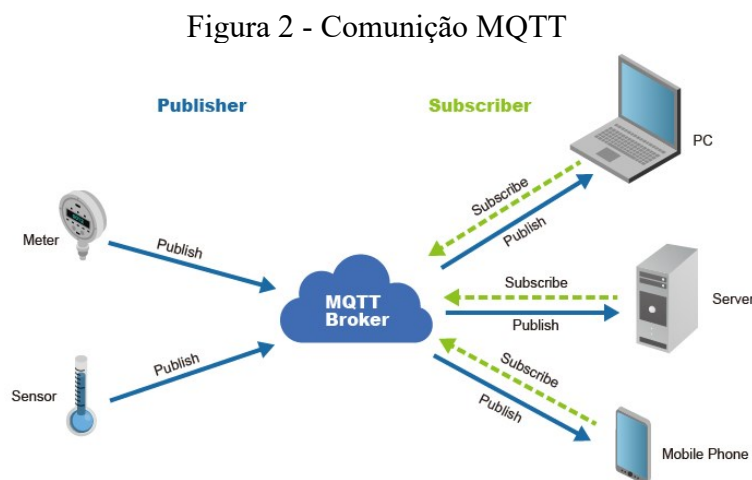 Figura 2 - Comunição MQTT
Publisher
Subscriber
PC
Subscribe
Publish
Meter
Publish
MQTT
Broker
Subscribe
Publish
Server
Sensor
Publish
Subscribe
Publish
Mobile Phone